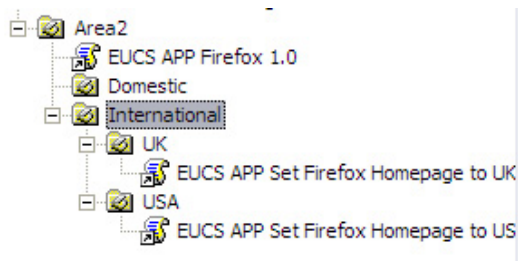 Area2
EUCS APP Firefox 1.0
Domestic
International
UK
EUCS APP Set Firefox Homepage to UK
USA
EUCS APP Set Firefox Homepage to US